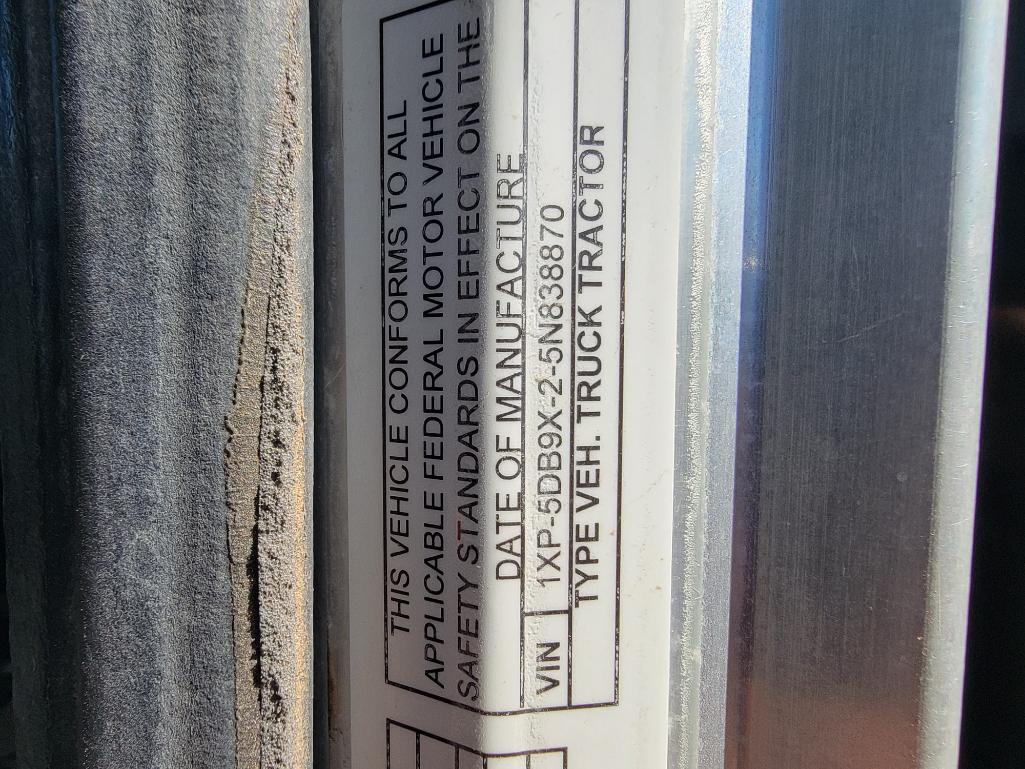 THIS VEHICLE CONFORMS TO ALL
APPLICABLE FEDERAL MOTOR VEHICLE
SAFETY STANDARDS IN EFFECT ON THE
DATE OF MANUFACTURE
VIN 1XP-5DB9X-2-5N838870
TYPE VEH. TRUCK TRACTOR